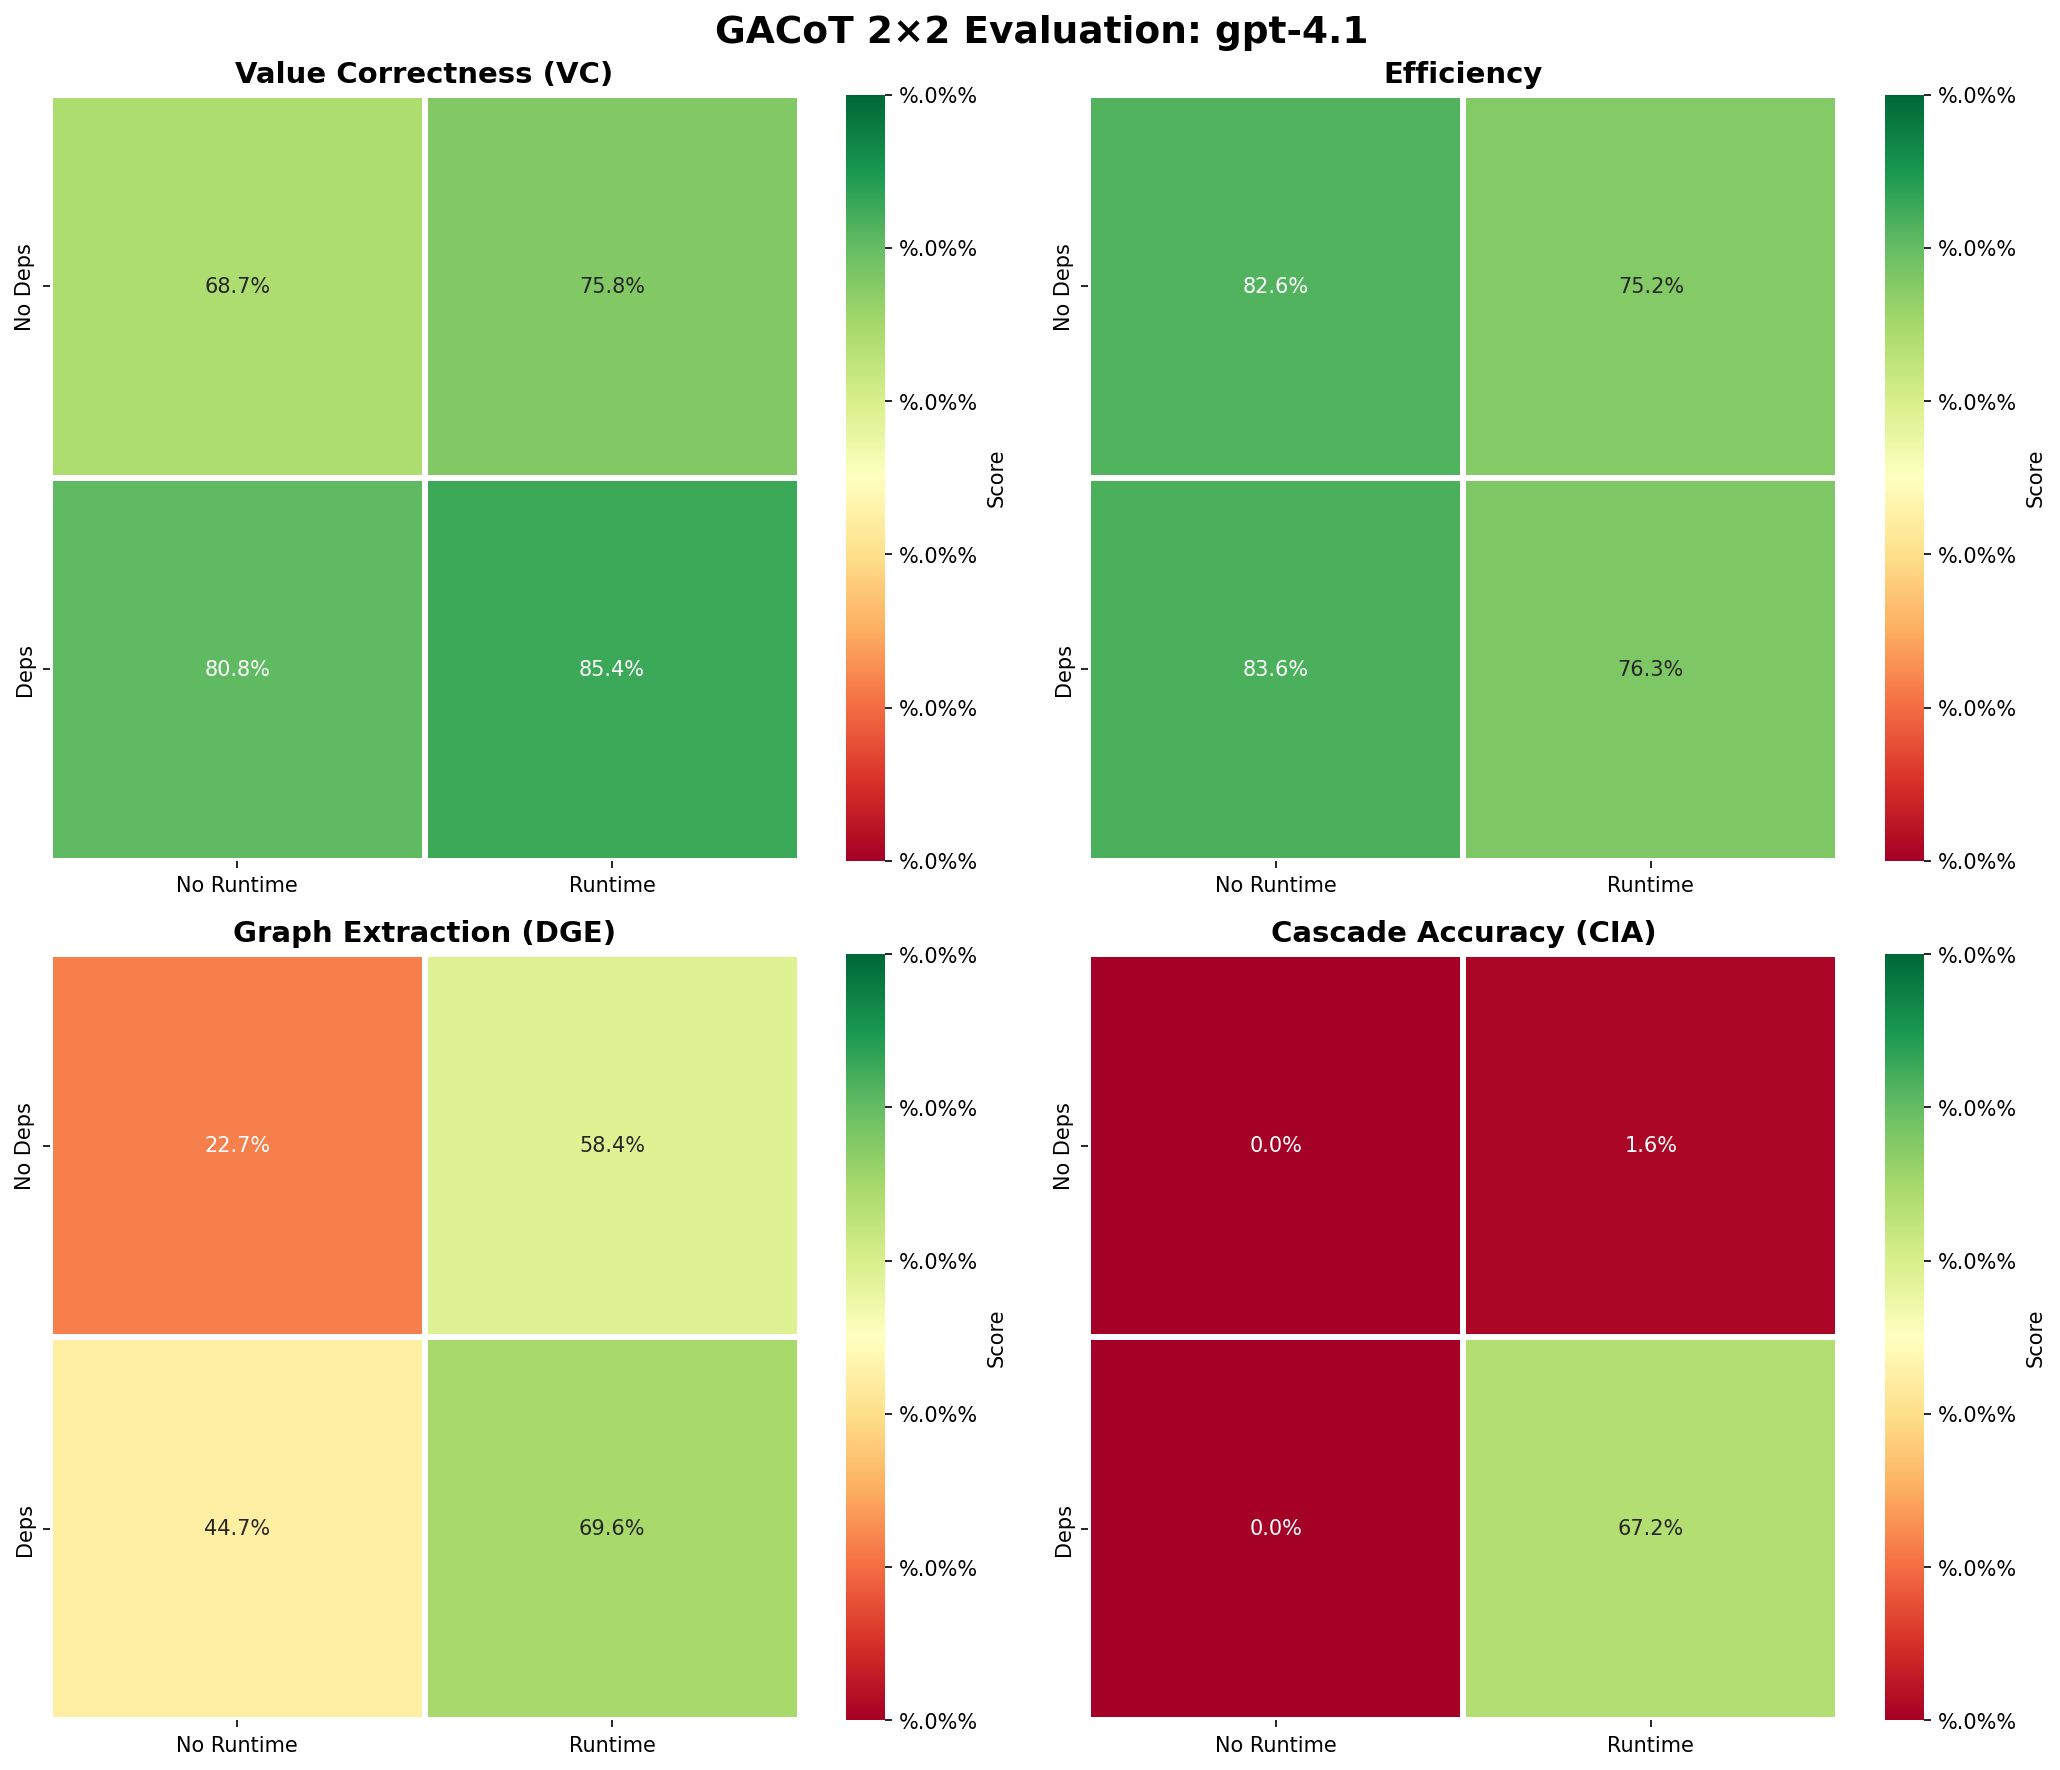 GACoT 2×2 Evaluation: gpt-4.1
Value Correctness (VC)
No Deps
Deps
68.7%
75.8%
80.8%
85.4%
No Runtime
Runtime
%.0%%
%.0%%
%.0%%
%.0%%
%.0%%
%.0%%
Score
Efficiency
No Deps
Deps
82.6%
75.2%
83.6%
76.3%
No Runtime
Runtime
%.0%%
%.0%%
%.0%%
%.0%%
%.0%%
%.0%%
Score
Graph Extraction (DGE)
No Deps
Deps
22.7%
58.4%
44.7%
69.6%
No Runtime
Runtime
%.0%%
%.0%%
%.0%%
%.0%%
%.0%%
%.0%%
Score
Cascade Accuracy (CIA)
No Deps
Deps
0.0%
1.6%
0.0%
67.2%
No Runtime
Runtime
%.0%%
%.0%%
%.0%%
%.0%%
%.0%%
%.0%%
Score